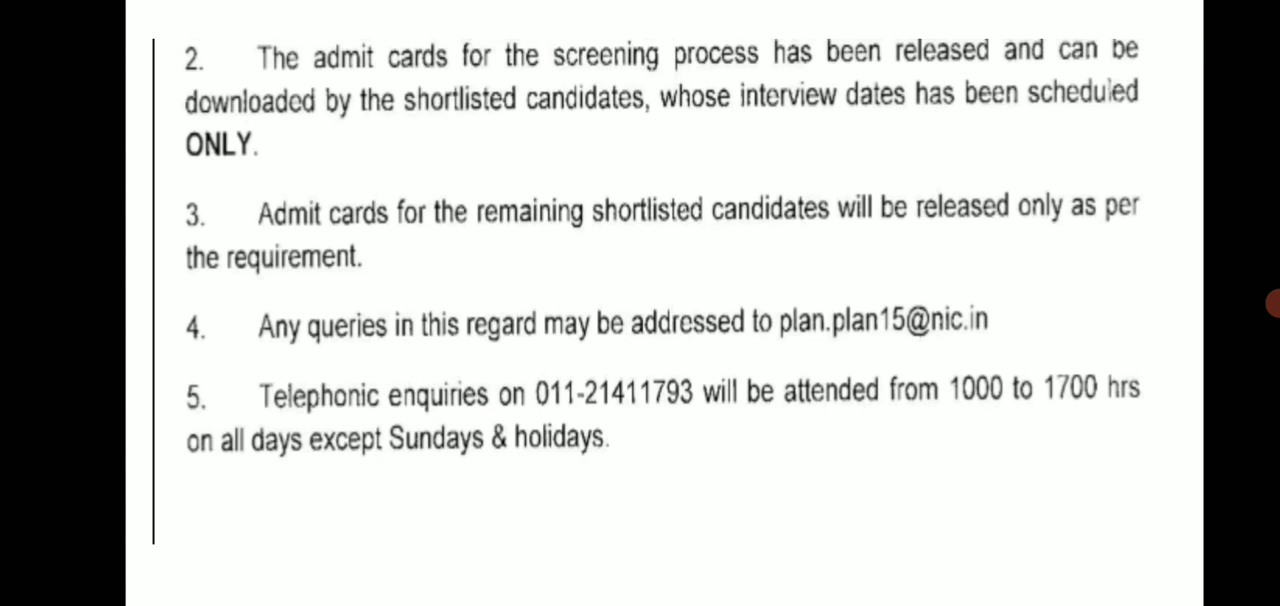 2. The admit cards for the screening process has been released and can be
downloaded by the shortlisted candidates, whose interview dates has been scheduled
ONLY.
3. Admit cards for the remaining shortlisted candidates will be released only as per
the requirement.
4. Any queries in this regard may be addressed to plan.plan15@nic.in
5. Telephonic enquiries on 011-21411793 will be attended from 1000 to 1700 hrs
on all days except Sundays & holidays.